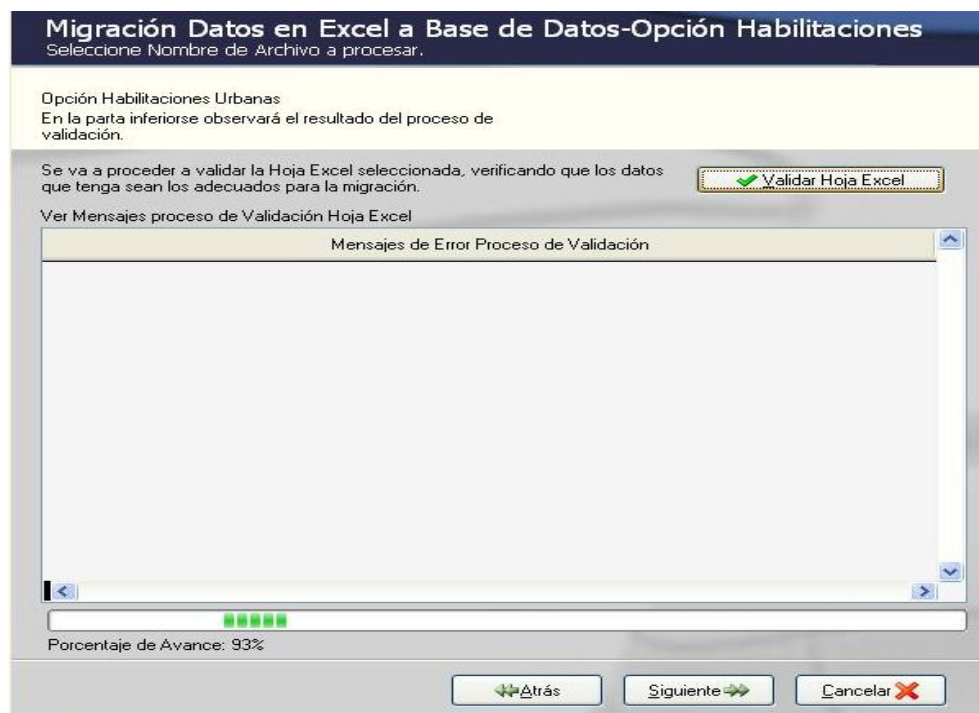 Migración Datos en Excel a Base de Datos-Opción Habilitaciones
Seleccione Nombre de Archivo a procesar.
Opción Habilitaciones Urbanas
En la parta inferiorse observará el resultado del proceso de
validación.
Se va a proceder a validar la Hoja Excel seleccionada, verificando que los datos
que tenga sean los adecuados para la migración.
Validar Hoja Excel
Ver Mensajes proceso de Validación Hoja Excel
Mensajes de Error Proceso de Validación
Porcentaje de Avance: 93%
Atrás
Siguiente
Cancelar